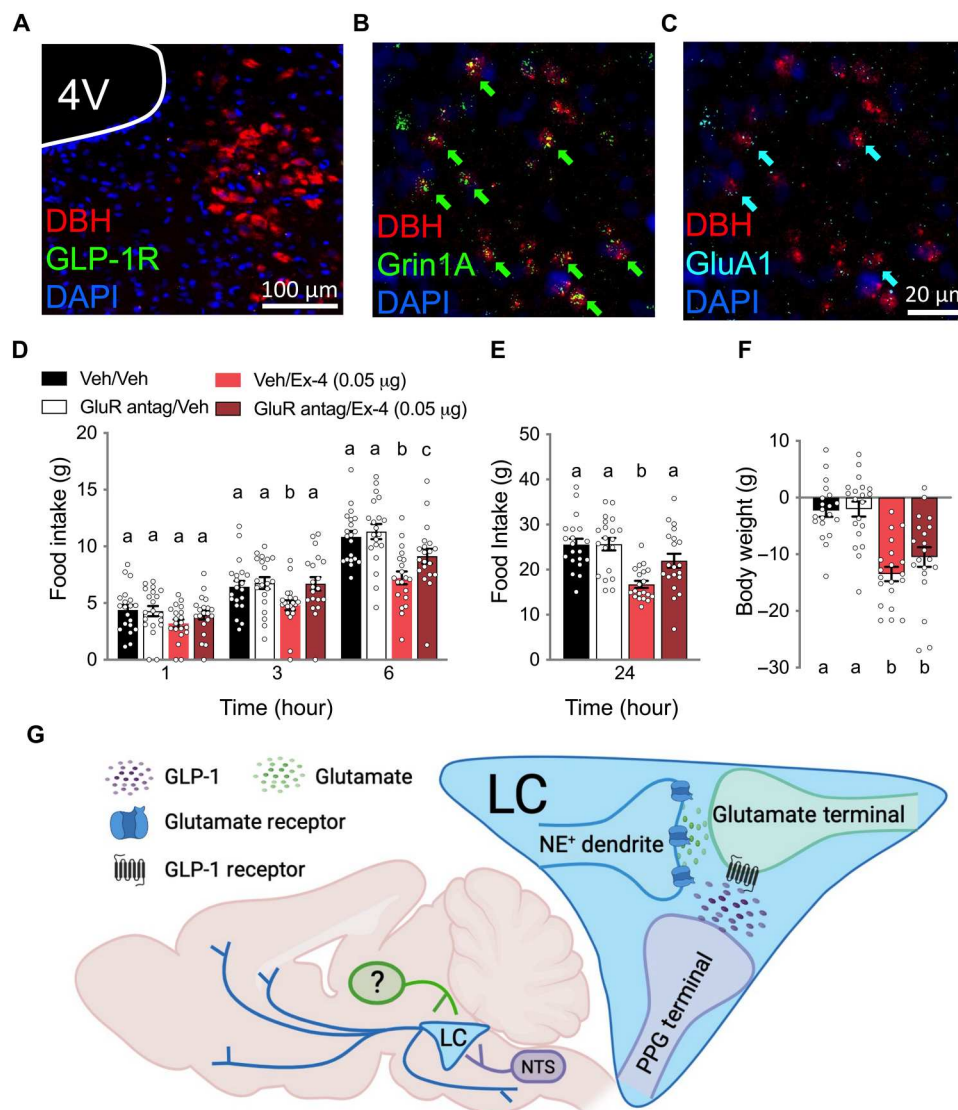 A
4V
DBH
GLP-1R
DAPI
100 μm
B
DBH
Grin1A
DAPI
C
DBH
GluA1
DAPI
20 μm
D
Veh/Veh
GluR antag/Veh
Veh/Ex-4 (0.05 μg)
GluR antag/Ex-4 (0.05 μg)
Food intake (g)
20
15
10
5
0
a a a a
a a b a
a a b c
1 3 6
Time (hour)
E
Food Intake (g)
50
40
30
20
10
0
a a b a
24
Time (hour)
F
Body weight (g)
10
0
−10
−20
−30
a a b b
G
GLP-1
Glutamate
Glutamate receptor
GLP-1 receptor
?
LC
NTS
LC
NE+ dendrite
Glutamate terminal
PPG terminal